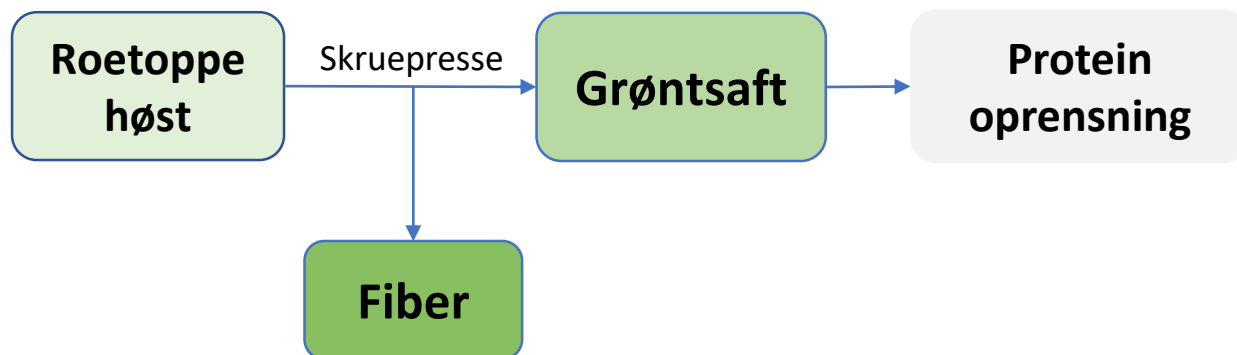 Roetoppe
høst
Skruepresse
Grøntsaft
Protein
oprensning
Fiber